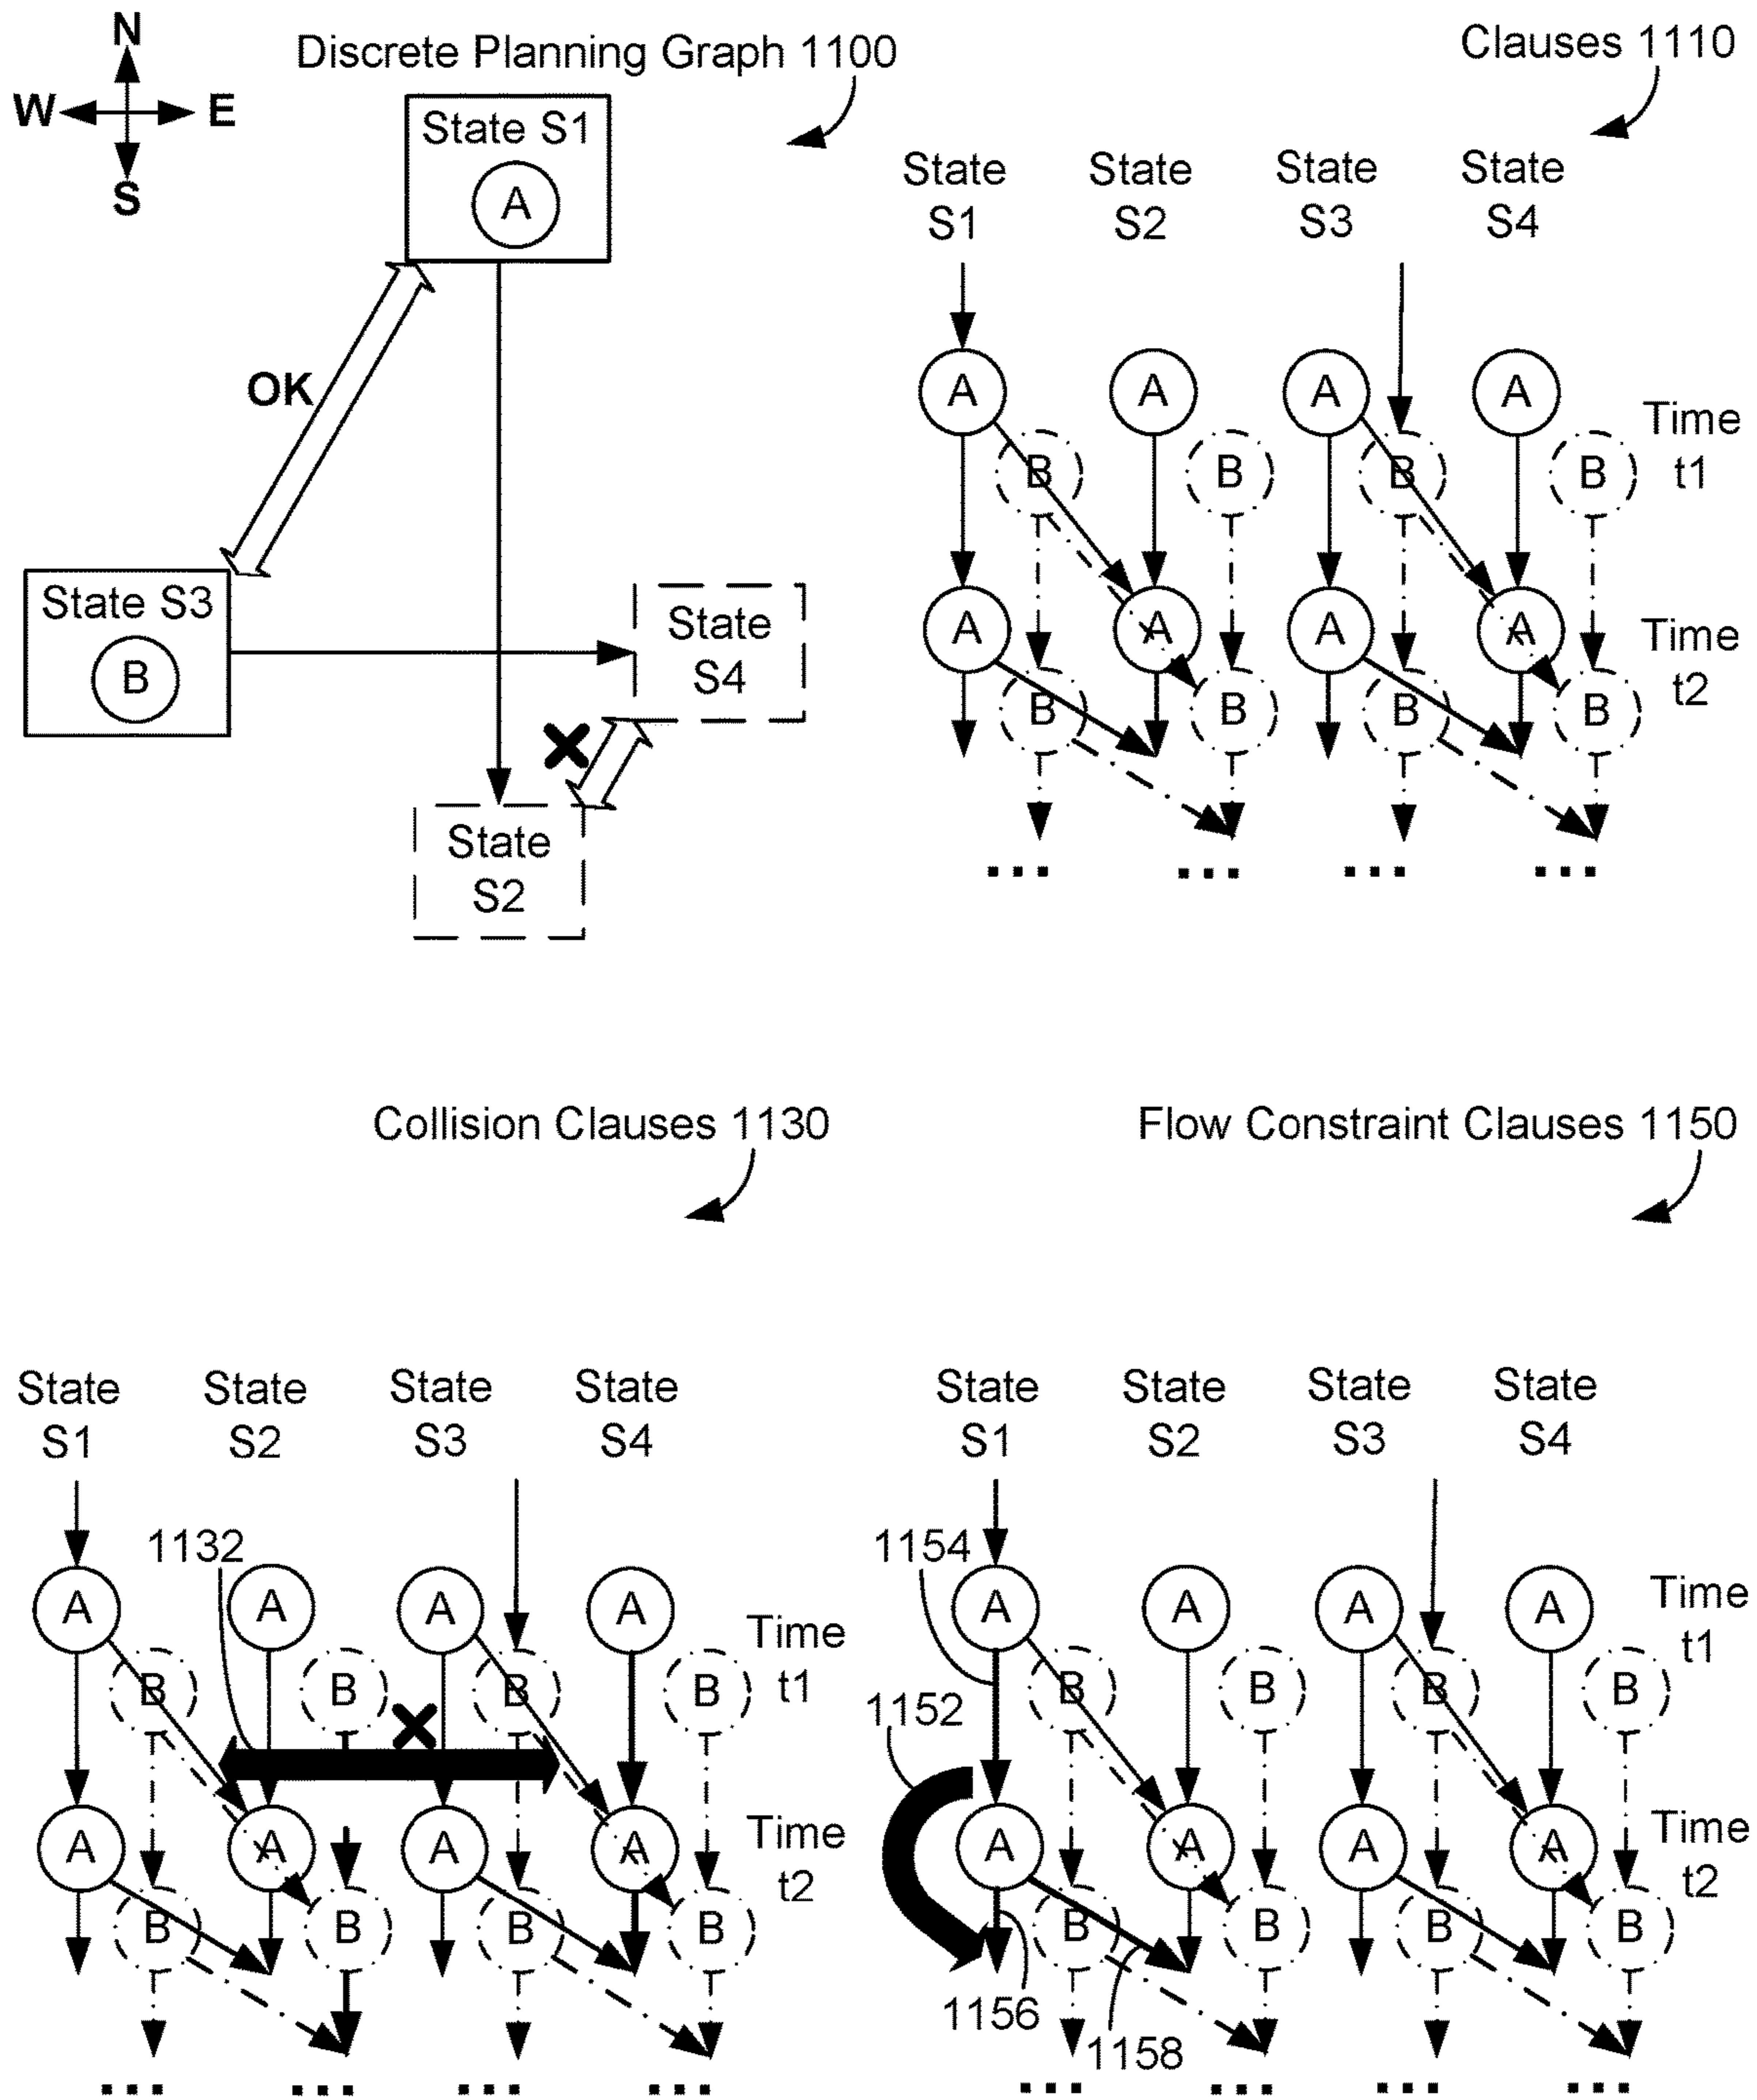 N
W E
S
Discrete Planning Graph 1100
State S1
A
OK
State S3
B
State
S4
State
S2
Clauses 1110
State State State State
S1 S2 S3 S4
A A A A
B B B B
Time
t1
A A A A
B B B B
Time
t2
... ... ... ...
Collision Clauses 1130
State State State State
S1 S2 S3 S4
1132
A A A A
B B B B
Time
t1
A A A A
B B B B
Time
t2
... ... ... ...
Flow Constraint Clauses 1150
State State State State
S1 S2 S3 S4
1154
A A A A
B B B B
Time
t1
1152
A A A A
B B B B
Time
t2
1156
1158
... ... ... ...